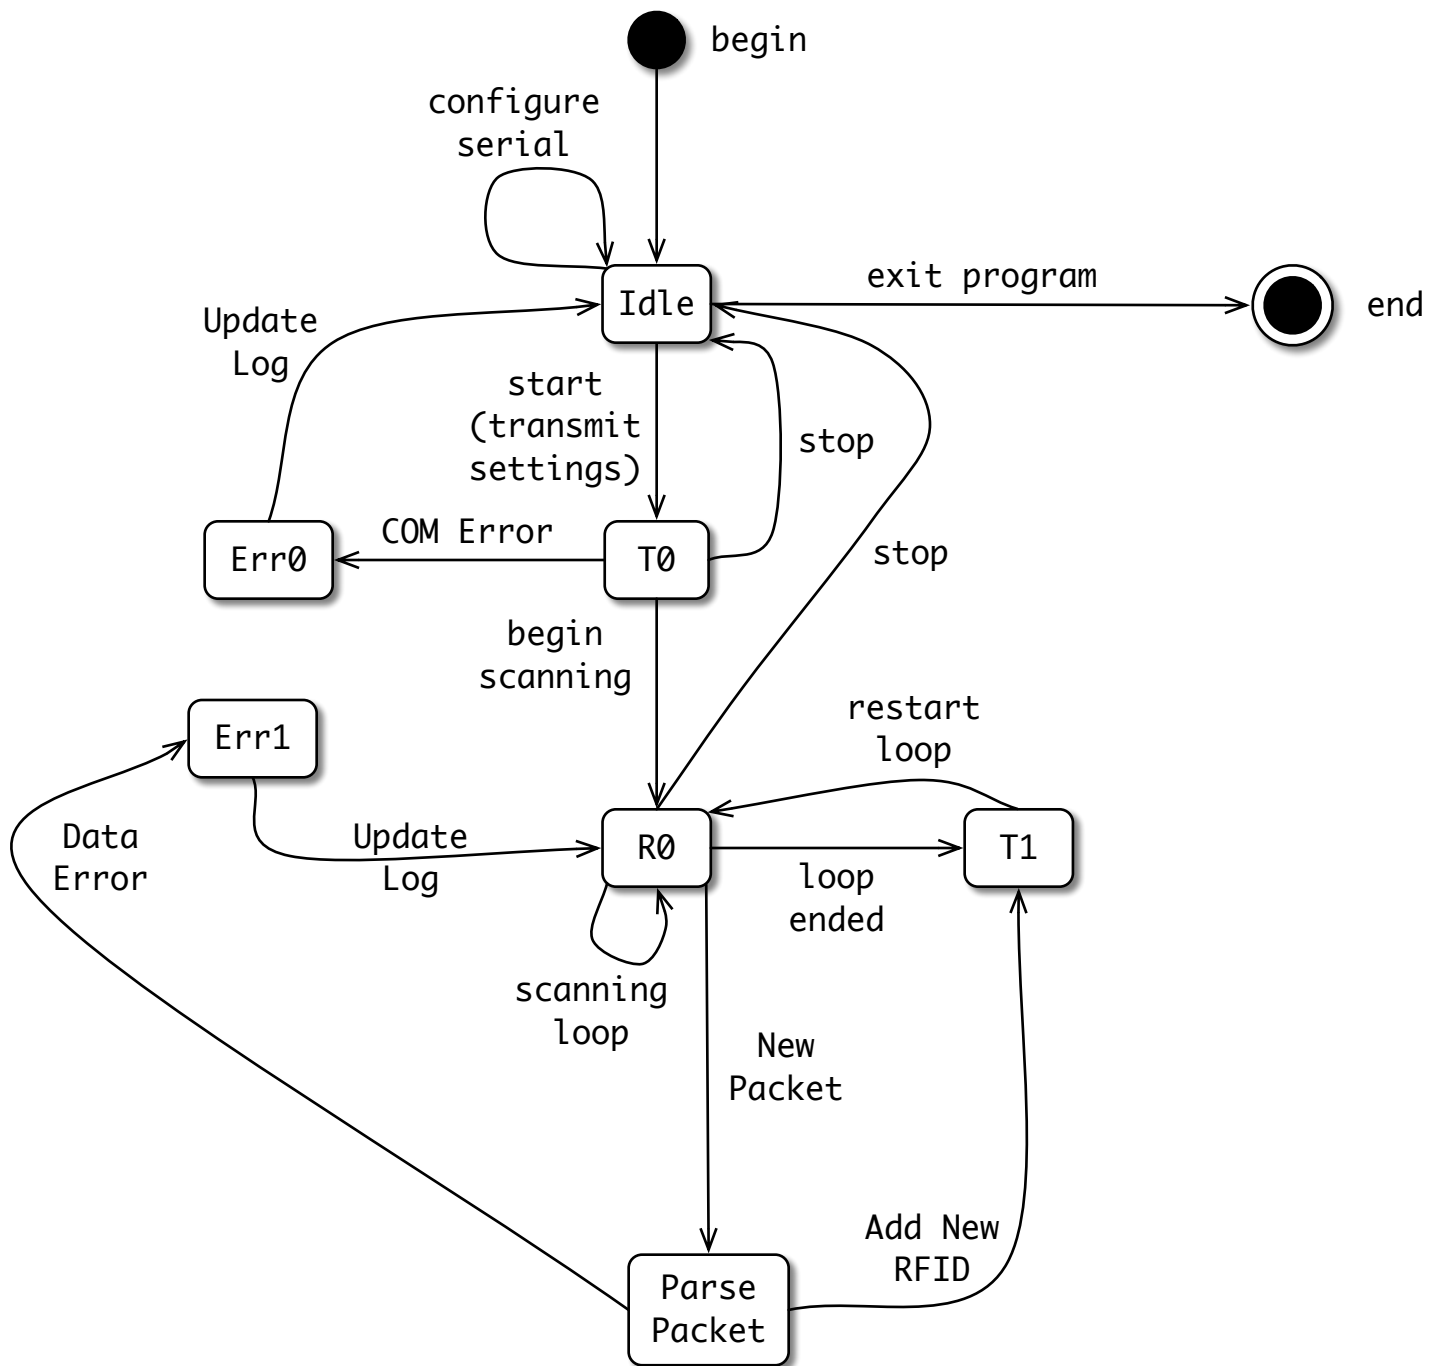 begin
configure
serial
Idle
exit program
end
Update
Log
start
(transmit
settings)
stop
Err0
COM Error
T0
stop
begin
scanning
Err1
restart
loop
Data
Error
Update
Log
R0
T1
loop
ended
scanning
loop
New
Packet
Add New
RFID
Parse
Packet